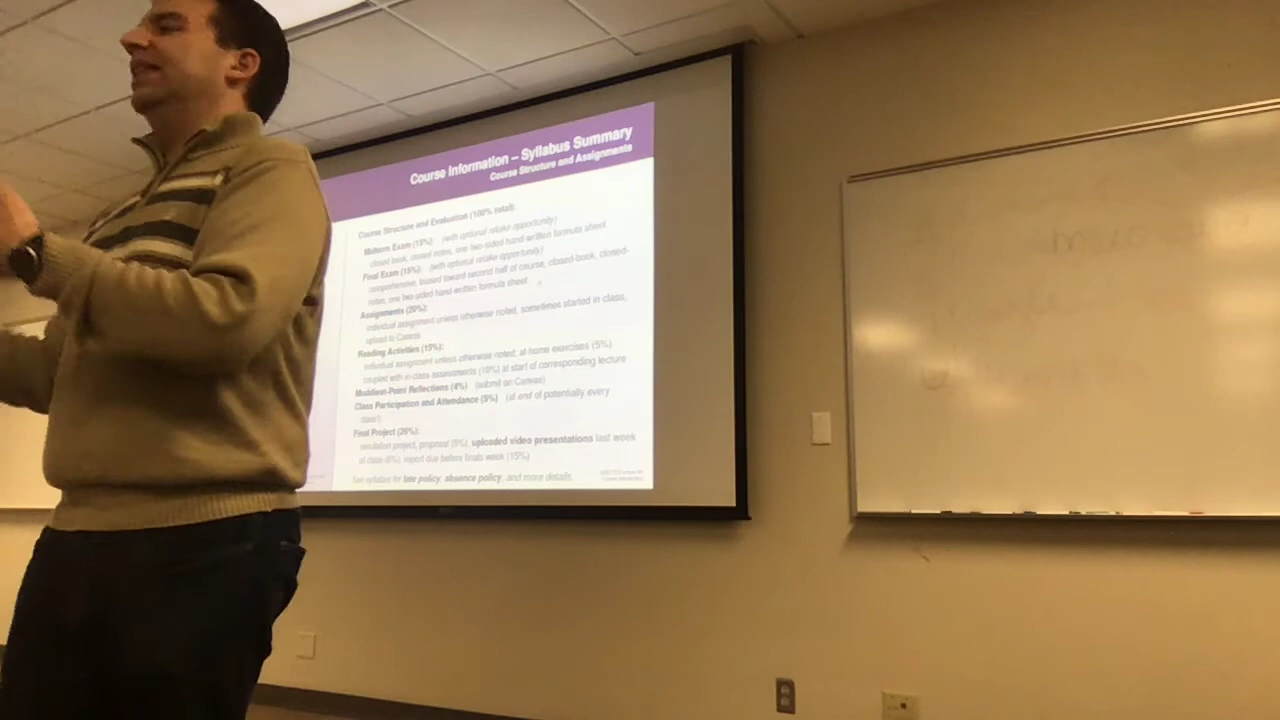 Course Information – Syllabus Summary
Course Structure and Assignments
Course Structure and Evaluation (100% total):
Midterm Exam (15%): (with optional retake opportunity)
closed book, closed notes, one two-sided hand-written formula sheet
Final Exam (15%): (with optional retake opportunity)
comprehensive, biased toward second half of course, closed-book, closed-
notes, one two-sided hand-written formula sheet
Assignments (20%):
individual assignment unless otherwise noted, sometimes started in class,
upload to Canvas
Reading Activities (15%):
individual assignment unless otherwise noted, at-home exercises (5%)
coupled with in-class assessments (10%) at start of corresponding lecture
Muddiest-Point Reflections (4%) (submit on Canvas)
Class Participation and Attendance (5%) (at end of potentially every
class!)
Final Project (26%):
simulation project, proposal (5%), uploaded video presentations last week
of class (6%), report due before finals week (15%)
See syllabus for late policy, absence policy, and more details